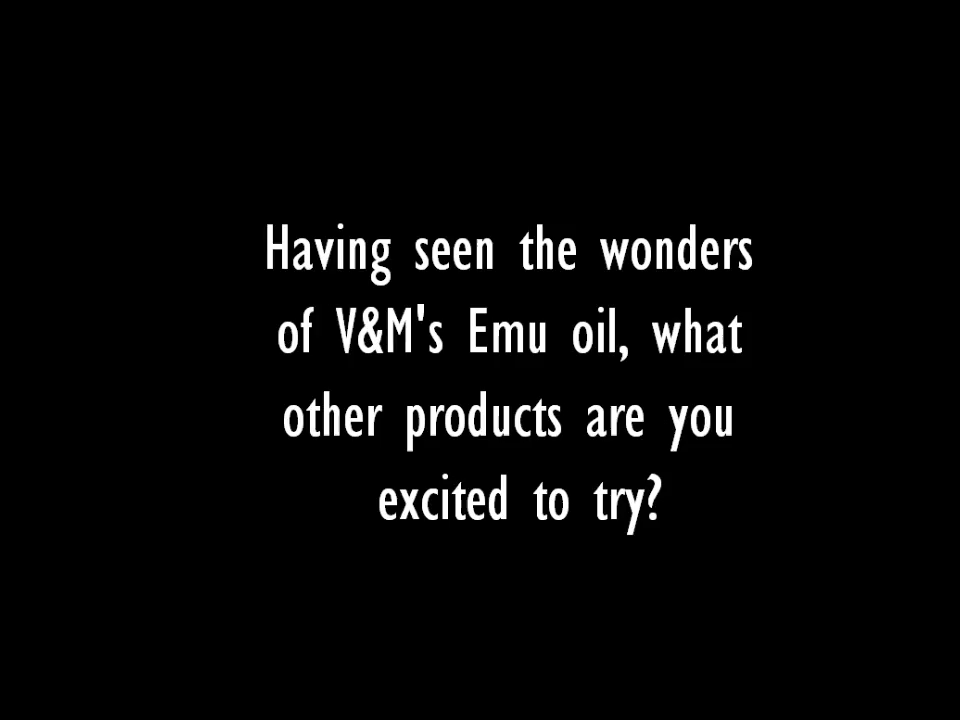 Having seen the wonders
of V&M's Emu oil, what
other products are you
excited to try?